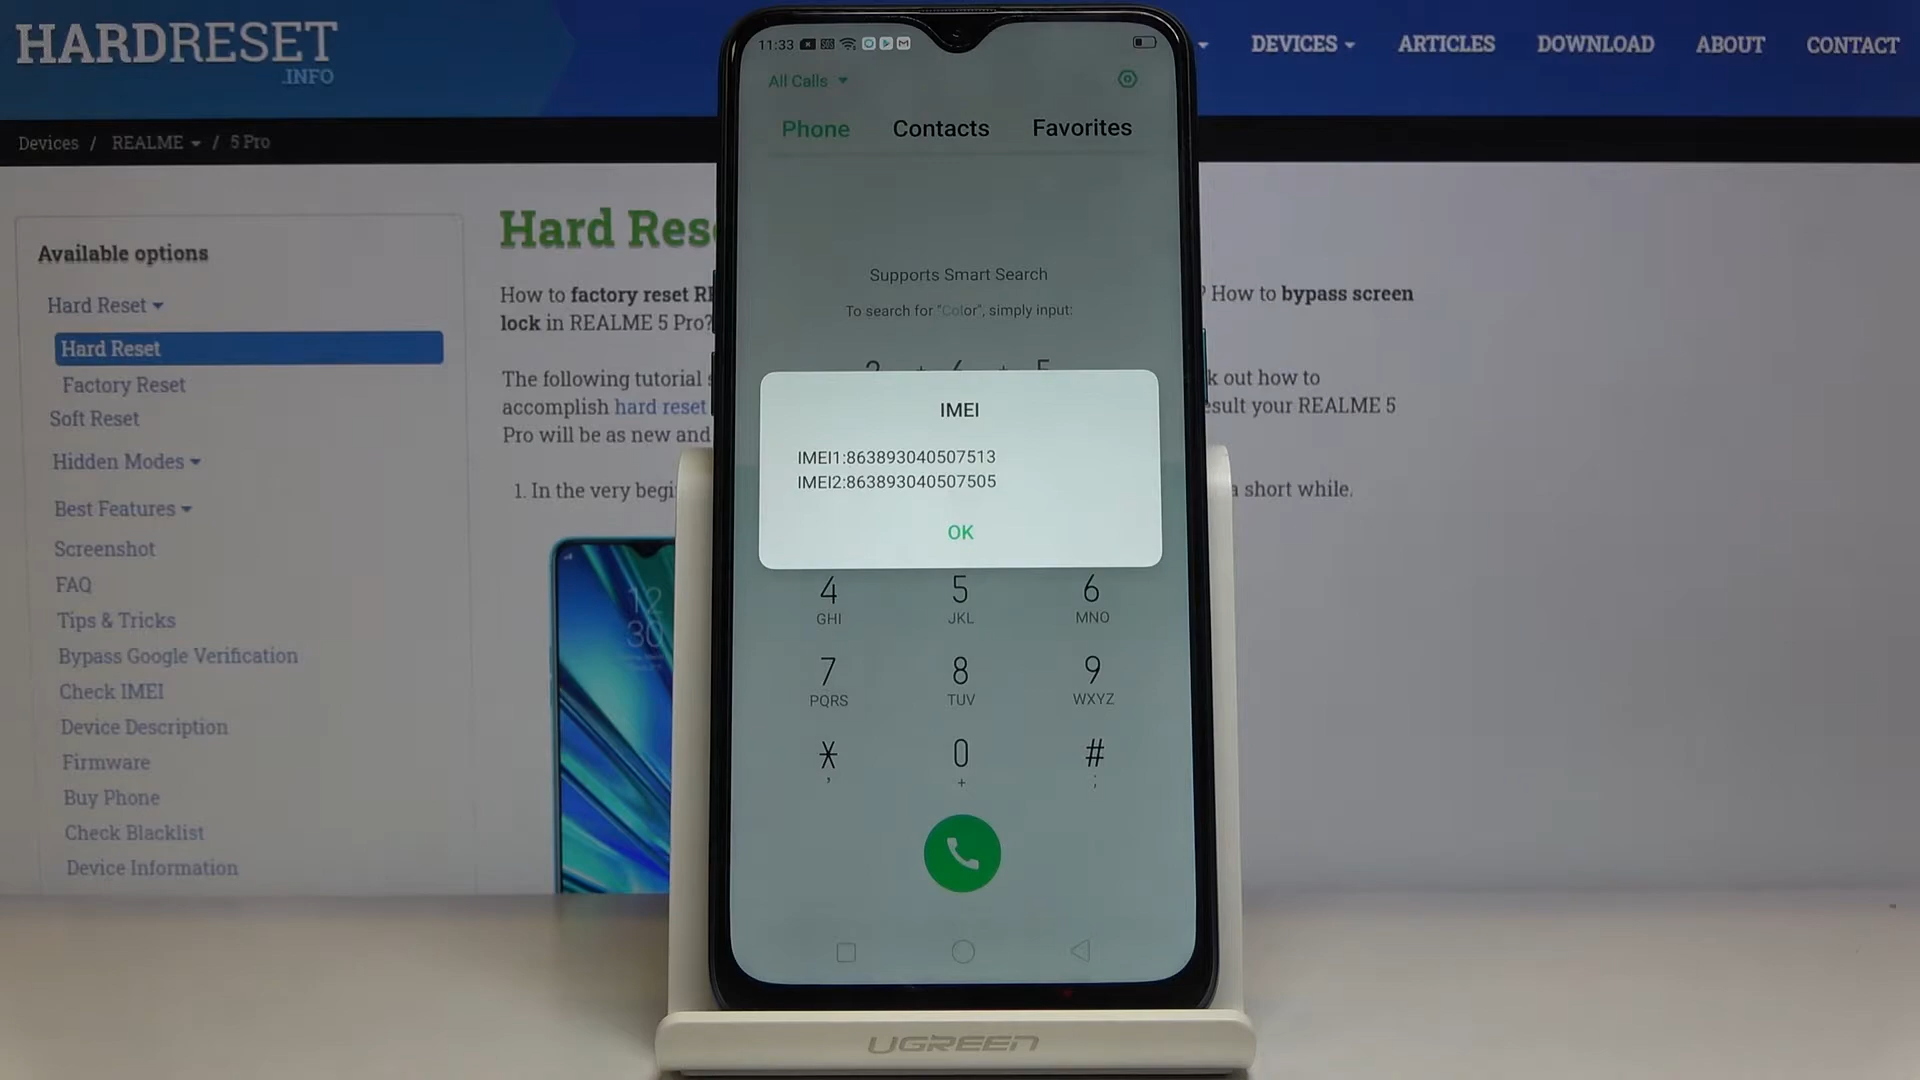 HARDRESET
.INFO
DEVICES
ARTICLES
DOWNLOAD
ABOUT
CONTACT
Devices / REALME / 5 Pro
Available options
Hard Reset
Hard Reset
Factory Reset
Soft Reset
Hidden Modes
Best Features
Screenshot
FAQ
Tips & Tricks
Bypass Google Verification
Check IMEI
Device Description
Firmware
Buy Phone
Check Blacklist
Device Information
Hard Res
How to factory reset
? How to bypass screen
lock in REALME 5 Pro?
The following tutorial
out how to
accomplish hard reset
your REALME 5
Pro will be as new and
1. In the very
a short while.
12
30
11:33
All Calls
Phone Contacts Favorites
Supports Smart Search
To search for "Color", simply input:
IMEI
IMEI1:863893040507513
IMEI2:863893040507505
OK
4 5 6
GHI JKL MNO
7 8 9
PQRS TUV WXYZ
* 0 #
, + ;
UGREEN